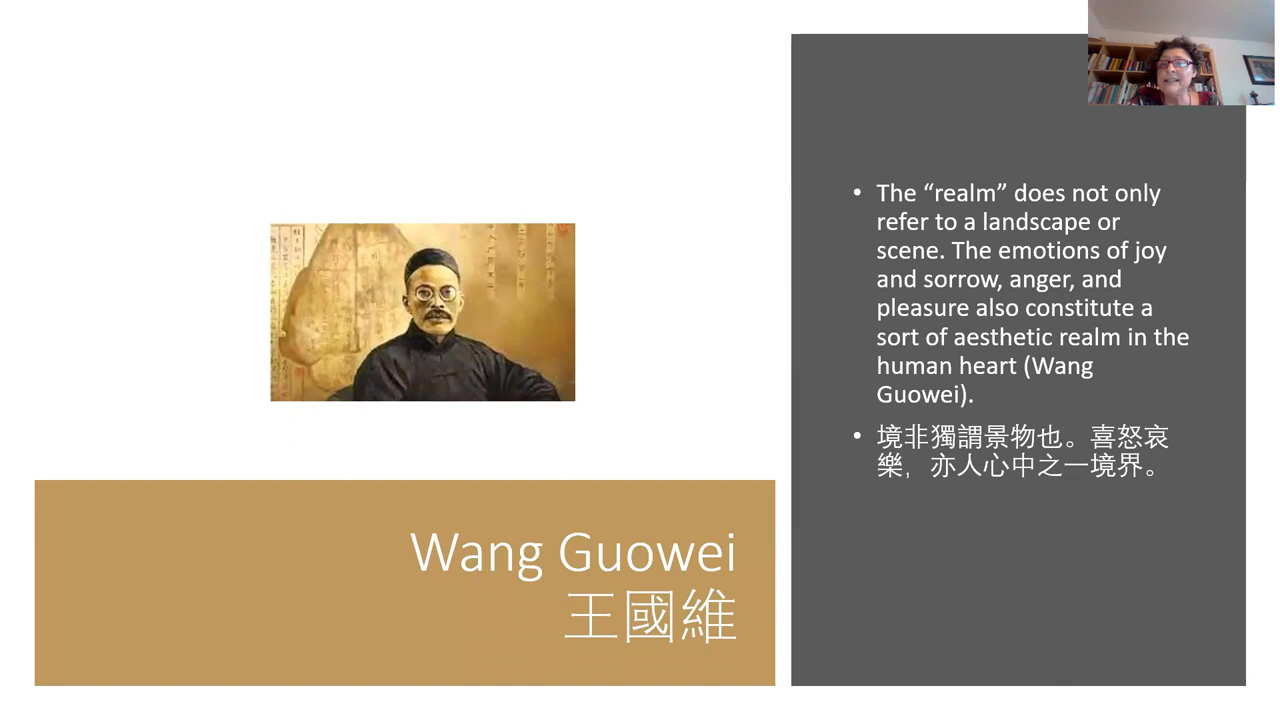 The “realm” does not only
refer to a landscape or
scene. The emotions of joy
and sorrow, anger, and
pleasure also constitute a
sort of aesthetic realm in the
human heart (Wang
Guowei).
境非獨謂景物也。喜怒哀
樂，亦人心中之一境界。
Wang Guowei
王國維